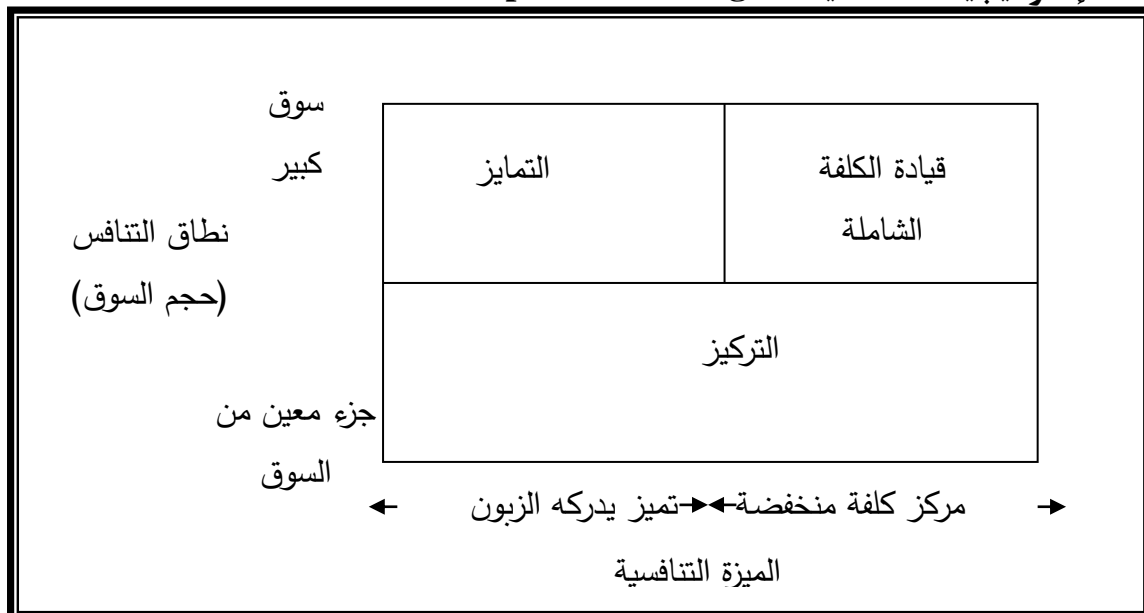 سوق
كبير
نطاق التنافس
(حجم السوق)
جزء معين من
السوق
قيادة الكلفة
الشاملة
التمايز
التركيز
مركز كلفة منخفضة
تميز يدركه الزبون
الميزة التنافسية